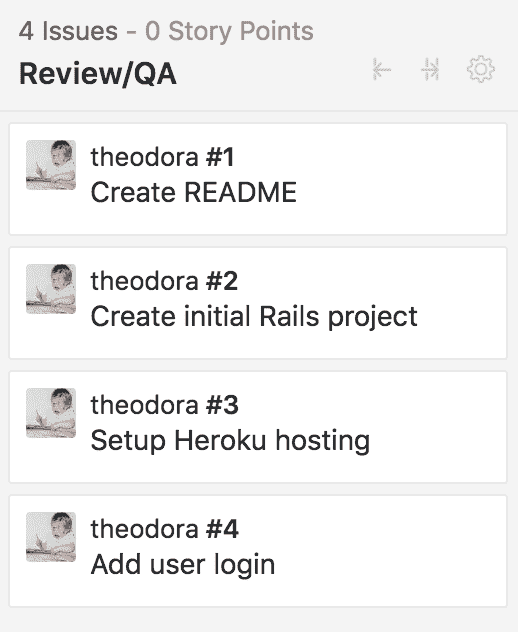 4 Issues - 0 Story Points
Review/QA
theodora #1
Create README
theodora #2
Create initial Rails project
theodora #3
Setup Heroku hosting
theodora #4
Add user login